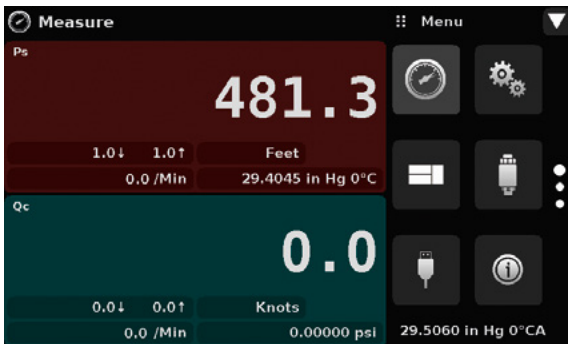 Measure
Menu
Ps
481.3
1.0↓ 1.0↑ Feet
0.0 /Min 29.4045 in Hg 0°C
Qc
0.0
0.0↓ 0.0↑ Knots
0.0 /Min 0.00000 psi
29.5060 in Hg 0°CA